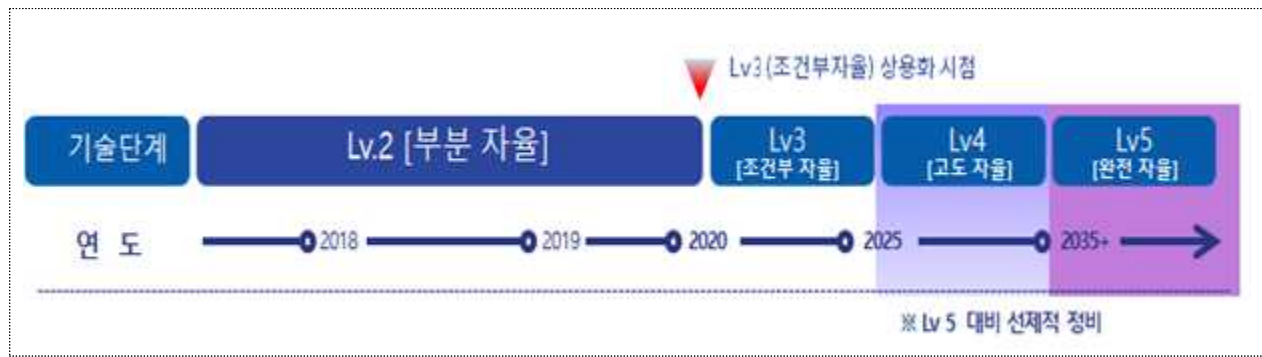 Lv3 (조건부자율) 상용화 시점
기술단계 Lv.2 [부분 자율] Lv3 [조건부 자율] Lv4 [고도 자율] Lv5 [완전 자율]
연 도 2018 2019 2020 2025 2035+
※ Lv 5 대비 선제적 정비